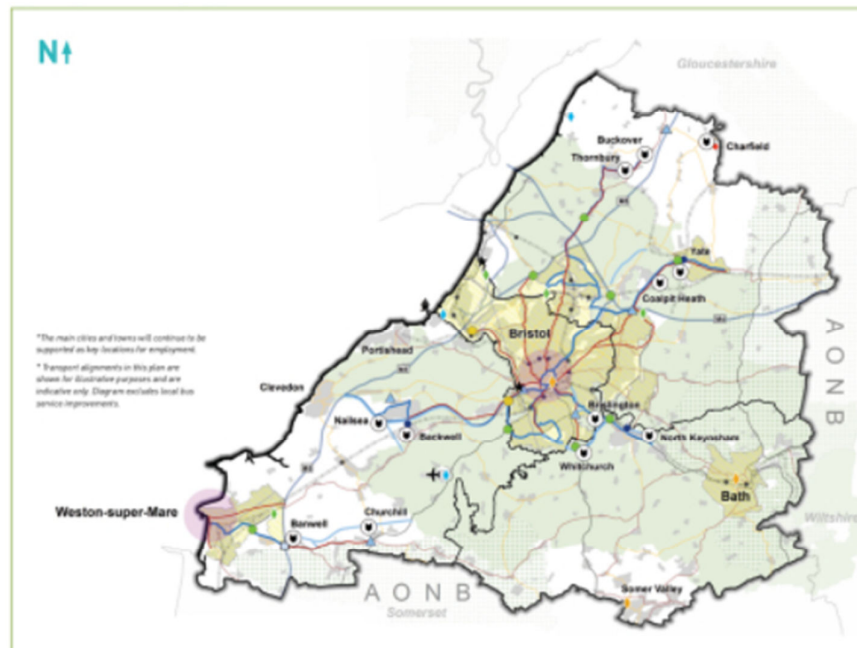 N
Gloucestershire
Buckover
Thornbury
Charfield
Yate
Coalpit Heath
Bristol
*The main cities and towns will continue to be
supported as key locations for employment.
* Transport alignments in this plan are
shown for illustrative purposes and are
indicative only. Diagram excludes local bus
service improvements.
Portishead
AONB
Clevedon
Nailsea
Backwell
Brislington
North Keynsham
Whitchurch
Bath
Weston-super-Mare
Churchill
Banwell
Wiltshire
AONB
Somerset
Somer Valley